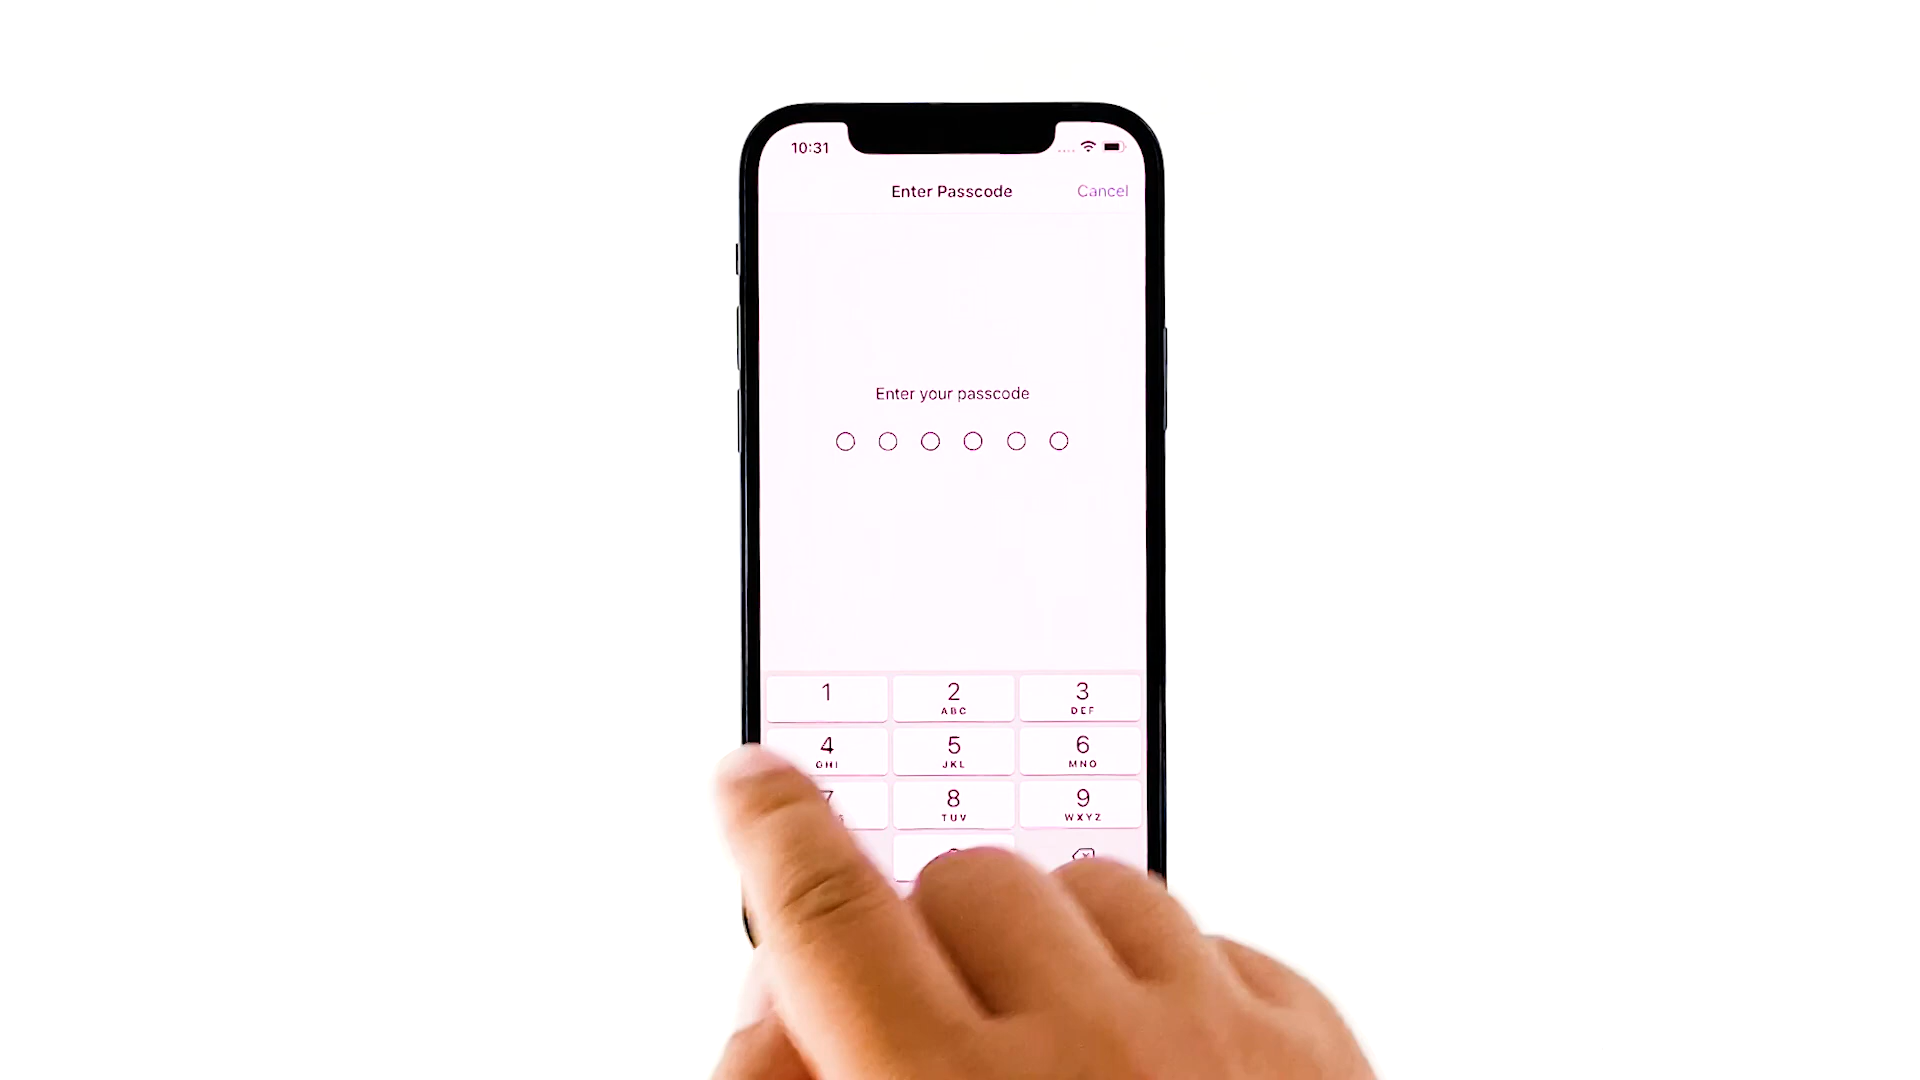 10:31
Enter Passcode Cancel
Enter your passcode
1 2 3
ABC DEF
4 5 6
GHI JKL MNO
7 8 9
TUV WXYZ